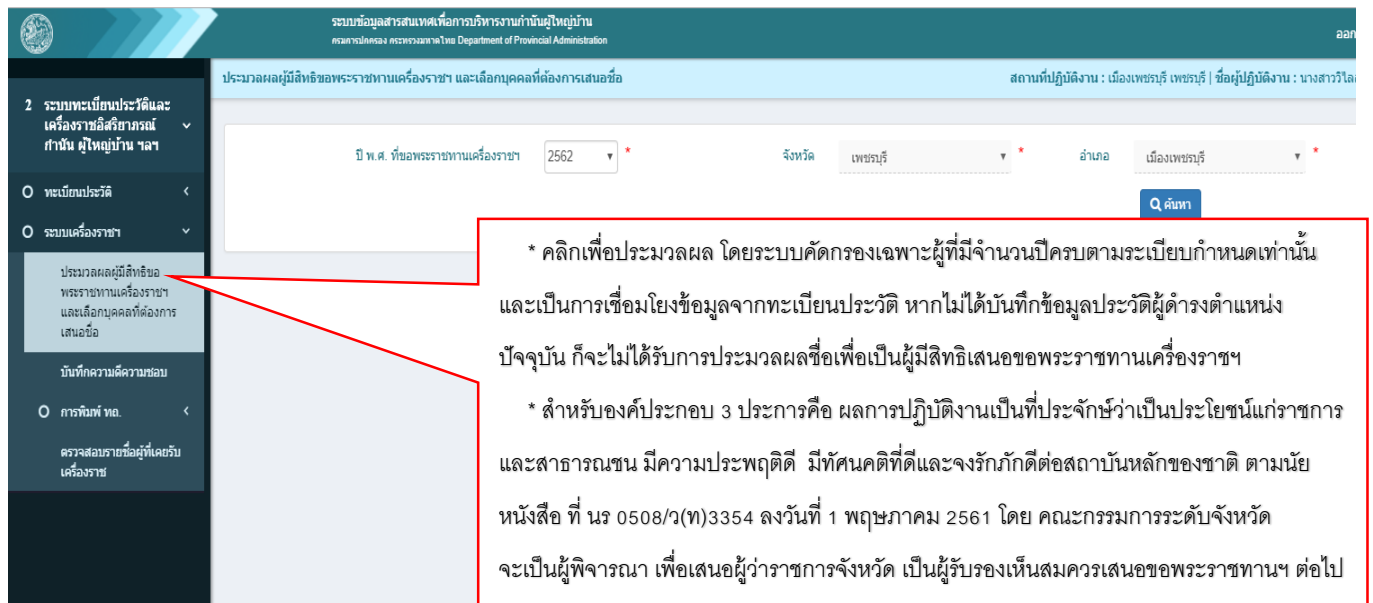 ระบบข้อมูลสารสนเทศเพื่อการบริหารงานกำนันผู้ใหญ่บ้าน
กรมการปกครอง กระทรวงมหาดไทย Department of Provincial Administration
ออก
ประมวลผลผู้มีสิทธิขอพระราชทานเครื่องราชฯ และเลือกบุคคลที่ต้องการเสนอชื่อ
สถานที่ปฏิบัติงาน : เมืองเพชรบุรี เพชรบุรี | ชื่อผู้ปฏิบัติงาน : นางสาววิไล
2 ระบบทะเบียนประวัติและ
เครื่องราชอิสริยาภรณ์
กำนัน ผู้ใหญ่บ้าน ฯลฯ
ทะเบียนประวัติ
ระบบเครื่องราชฯ
ประมวลผลผู้มีสิทธิขอ
พระราชทานเครื่องราชฯ
และเลือกบุคคลที่ต้องการ
เสนอชื่อ
บันทึกความดีความชอบ
การพิมพ์ ทถ.
ตรวจสอบรายชื่อผู้ที่เคยรับ
เครื่องราช
ปี พ.ศ. ที่ขอพระราชทานเครื่องราชฯ 2562 * จังหวัด เพชรบุรี * อำเภอ เมืองเพชรบุรี *
ค้นหา
* คลิกเพื่อประมวลผล โดยระบบคัดกรองเฉพาะผู้ที่มีจำนวนปีครบตามระเบียบกำหนดเท่านั้น
และเป็นการเชื่อมโยงข้อมูลจากทะเบียนประวัติ หากไม่ได้บันทึกข้อมูลประวัติผู้ดำรงตำแหน่ง
ปัจจุบัน ก็จะไม่ได้รับการประมวลผลชื่อเพื่อเป็นผู้มีสิทธิเสนอขอพระราชทานเครื่องราชฯ
* สำหรับองค์ประกอบ 3 ประการคือ ผลการปฏิบัติงานเป็นที่ประจักษ์ว่าเป็นประโยชน์แก่ราชการ
และสาธารณชน มีความประพฤติดี มีทัศนคติที่ดีและจงรักภักดีต่อสถาบันหลักของชาติ ตามนัย
หนังสือ ที่ นร 0508/ว(ท)3354 ลงวันที่ 1 พฤษภาคม 2561 โดย คณะกรรมการระดับจังหวัด
จะเป็นผู้พิจารณา เพื่อเสนอผู้ว่าราชการจังหวัด เป็นผู้รับรองเห็นสมควรเสนอขอพระราชทานฯ ต่อไป